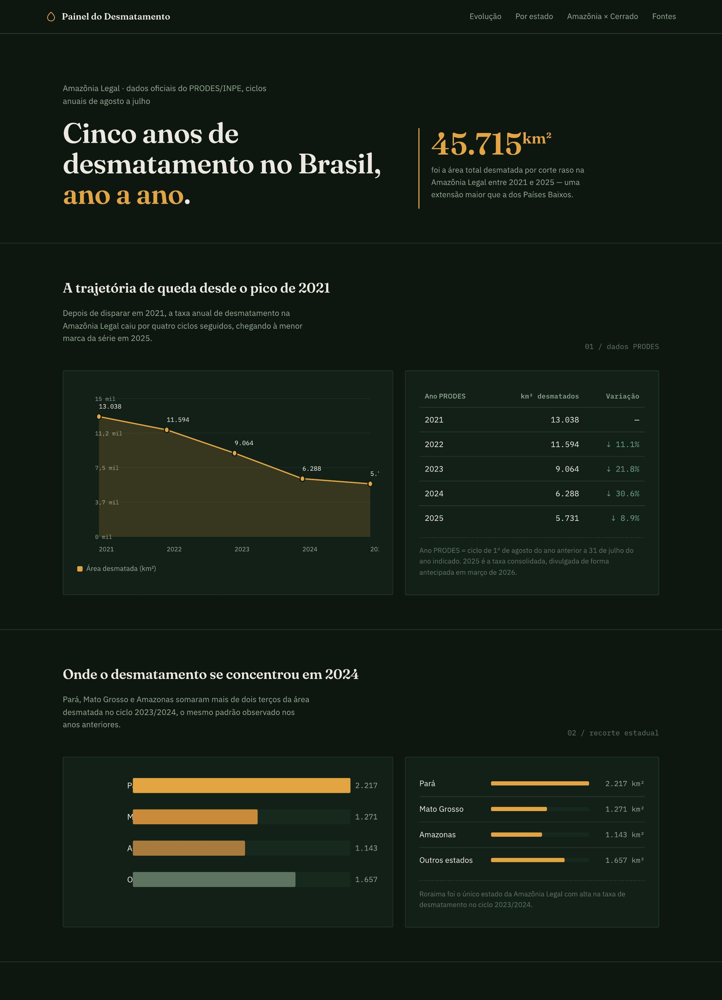 Painel do Desmatamento
Evolução
Por estado
Amazônia × Cerrado
Fontes
Amazônia Legal · dados oficiais do PRODES/INPE, ciclos
anuais de agosto a julho
Cinco anos de
desmatamento no Brasil,
ano a ano.
45.715km²
foi a área total desmatada por corte raso na
Amazônia Legal entre 2021 e 2025 — uma
extensão maior que a dos Países Baixos.
A trajetória de queda desde o pico de 2021
Depois de disparar em 2021, a taxa anual de desmatamento na
Amazônia Legal caiu por quatro ciclos seguidos, chegando à menor
marca da série em 2025.
01 / dados PRODES
15 mil
13.038
11.594
11,2 mil
9.064
7,5 mil
6.288
3,7 mil
0 mil
2021
2022
2023
2024
Área desmatada (km²)
Ano PRODES km² desmatados Variação
2021 13.038 —
2022 11.594 ↓ 11.1%
2023 9.064 ↓ 21.8%
2024 6.288 ↓ 30.6%
2025 5.731 ↓ 8.9%
Ano PRODES = ciclo de 1º de agosto do ano anterior a 31 de julho do
ano indicado. 2025 é a taxa consolidada, divulgada de forma
antecipada em março de 2026.
Onde o desmatamento se concentrou em 2024
Pará, Mato Grosso e Amazonas somaram mais de dois terços da área
desmatada no ciclo 2023/2024, o mesmo padrão observado nos
anos anteriores.
02 / recorte estadual
2.217
1.271
1.143
1.657
Pará 2.217 km²
Mato Grosso 1.271 km²
Amazonas 1.143 km²
Outros estados 1.657 km²
Roraima foi o único estado da Amazônia Legal com alta na taxa de
desmatamento no ciclo 2023/2024.